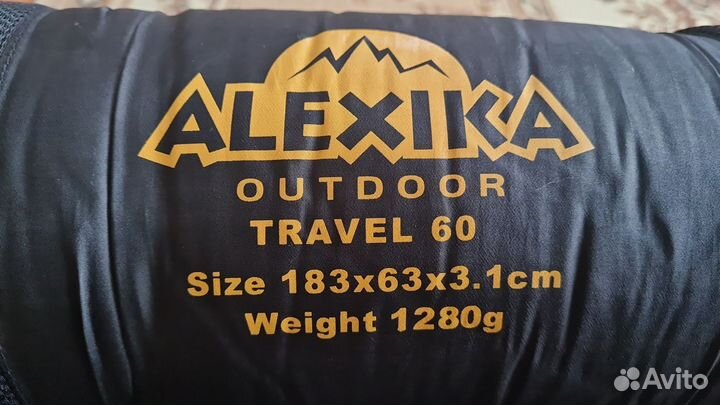 ALEXIKA
OUTDOOR
TRAVEL 60
Size 183x63x3.1cm
Weight 1280g
Avito